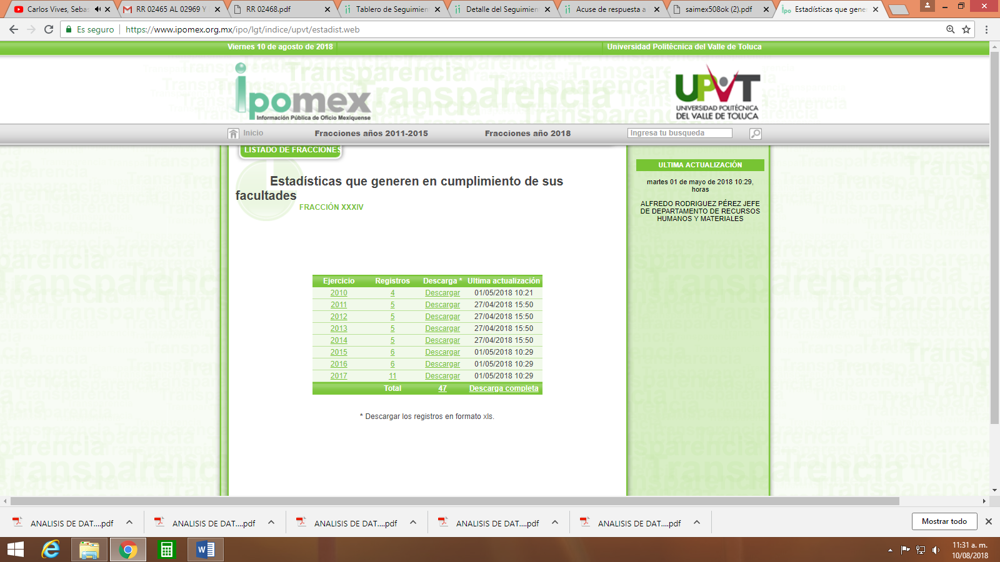 Carlos Vives, Sebas
RR 02465 AL 02969 Y
RR 02468.pdf
Tablero de Seguimien
Detalle del Seguimien
Acuse de respuesta a
saimex508ok (2).pdf
Estadísticas que gene
Es seguro
https://www.ipomex.org.mx/ipo/lgt/indice/upvt/estadist.web
Viernes 10 de agosto de 2018
Universidad Politécnica del Valle de Toluca
Transparencia
ipomex
Información Pública de Oficio Mexiquense
UPVT
UNIVERSIDAD POLITÉCNICA
DEL VALLE DE TOLUCA
Inicio
Fracciones años 2011-2015
Fracciones año 2018
Ingresa tu busqueda
LISTADO DE FRACCIONES
Estadísticas que generen en cumplimiento de sus
facultades
FRACCIÓN XXXIV
ULTIMA ACTUALIZACIÓN
martes 01 de mayo de 2018 10:29,
horas
ALFREDO RODRIGUEZ PÉREZ JEFE
DE DEPARTAMENTO DE RECURSOS
HUMANOS Y MATERIALES
Ejercicio Registros Descarga * Ultima actualización
2010 4 Descargar 01/05/2018 10:21
2011 5 Descargar 27/04/2018 15:50
2012 5 Descargar 27/04/2018 15:50
2013 5 Descargar 27/04/2018 15:50
2014 5 Descargar 27/04/2018 15:50
2015 6 Descargar 01/05/2018 10:29
2016 6 Descargar 01/05/2018 10:29
2017 11 Descargar 01/05/2018 10:29
Total 47 Descarga completa
* Descargar los registros en formato xls.
ANALISIS DE DAT....pdf
ANALISIS DE DAT....pdf
ANALISIS DE DAT....pdf
ANALISIS DE DAT....pdf
ANALISIS DE DAT....pdf
Mostrar todo
11:31 a. m.
10/08/2018